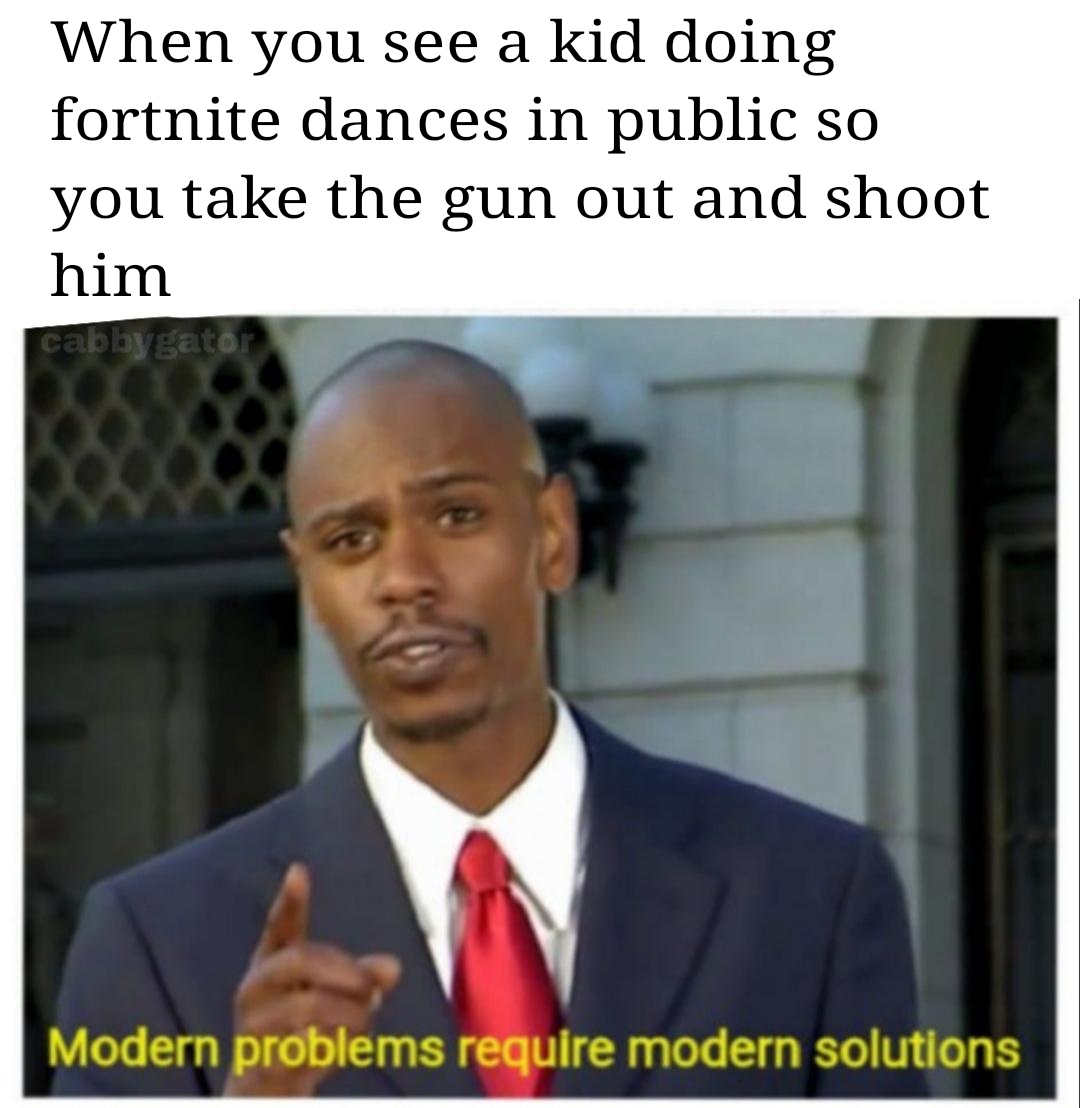 When you see a kid doing
fortnite dances in public so
you take the gun out and shoot
him
cabbygator
Modern problems require modern solutions